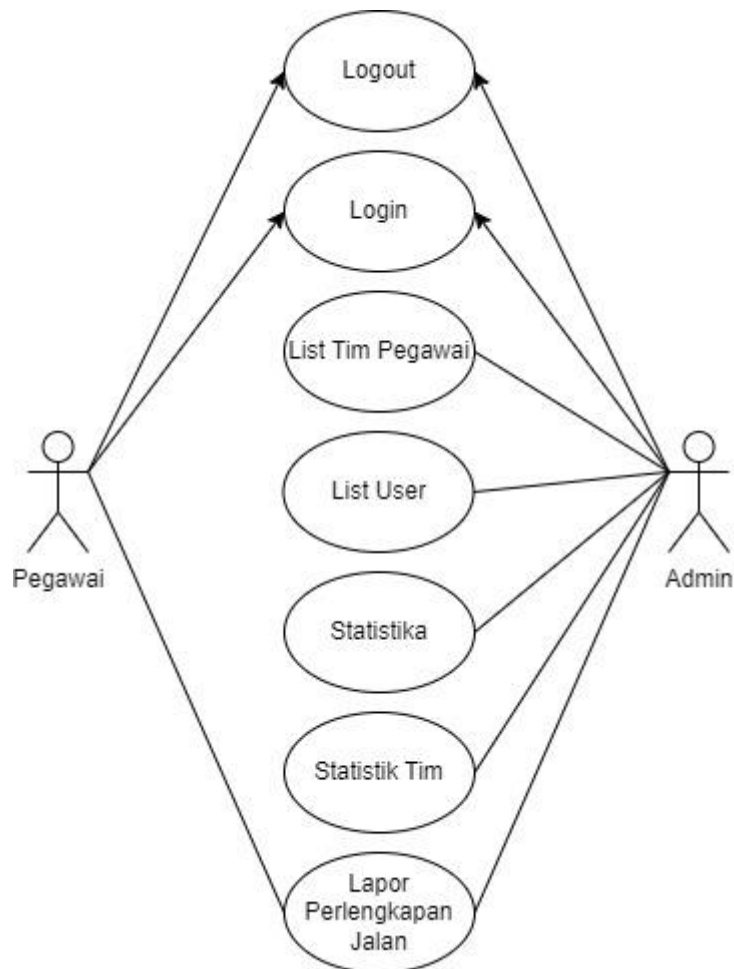 Logout
Login
List Tim Pegawai
List User
Pegawai
Admin
Statistika
Statistik Tim
Lapor
Perlengkapan
Jalan